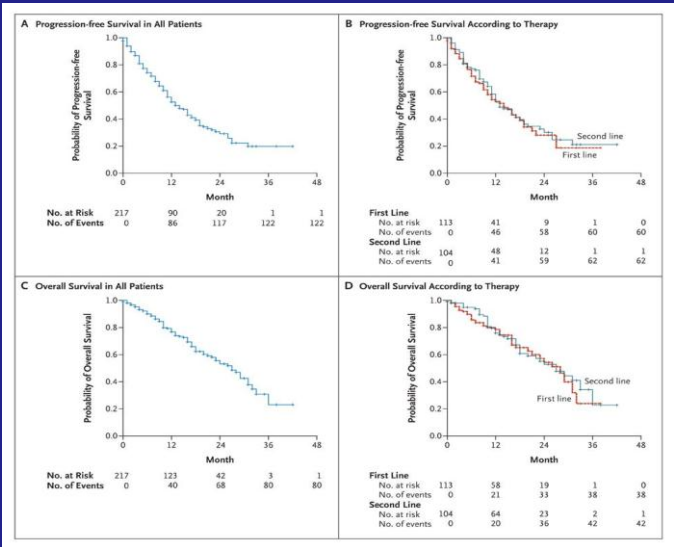 A Progression-free Survival in All Patients
Probability of Progression-free
Survival
1.0
0.8
0.6
0.4
0.2
0.0
0 12 24 36 48
Month
No. at Risk 217 90 20 1 1
No. of Events 0 86 117 122 122
B Progression-free Survival According to Therapy
Probability of Progression-free
Survival
1.0
0.8
0.6
0.4
0.2
0.0
Second line
First line
0 12 24 36 48
Month
First Line
No. at risk 113 41 9 1 0
No. of events 0 46 58 60 60
Second Line
No. at risk 104 48 12 1 1
No. of events 0 41 59 62 62
C Overall Survival in All Patients
Probability of Overall Survival
1.0
0.8
0.6
0.4
0.2
0.0
0 12 24 36 48
Month
No. at Risk 217 123 42 3 1
No. of Events 0 40 68 80 80
D Overall Survival According to Therapy
Probability of Overall Survival
1.0
0.8
0.6
0.4
0.2
0.0
Second line
First line
0 12 24 36 48
Month
First Line
No. at risk 113 58 19 1 0
No. of events 0 21 33 38 38
Second Line
No. at risk 104 64 23 2 1
No. of events 0 20 36 42 42